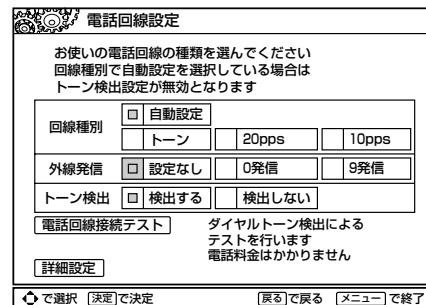 電話回線設定
お使いの電話回線の種類を選んでください
回線種別で自動設定を選択している場合は
トーン検出設定が無効となります
回線種別 自動設定
トーン 20pps 10pps
外線発信 設定なし 0発信 9発信
トーン検出 検出する 検出しない
電話回線接続テスト ダイヤルトーン検出による
テストを行います
電話料金はかかりません
詳細設定
で選択 決定 で決定 戻る で戻る メニュー で終了